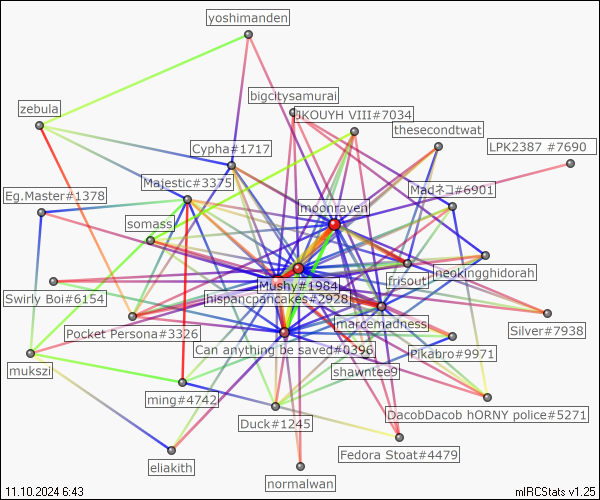 yoshimanden
bigcitysamurai
zebula
JKOUYH VIII#7034
thesecondtwat
LPK2387 #7690
Cypha#1717
Majestic#3375
Madネコ#6901
Eg.Master#1378
moonraven
somass
neokingghidorah
frisout
Mushy#1984
hispancpancakes#2928
Swirly Boi#6154
marcemadness
Silver#7938
Pocket Persona#3326
Can anything be saved#0396
Pikabro#9971
mukszi
shawntee9
ming#4742
DacobDacob hORNY police#5271
Duck#1245
Fedora Stoat#4479
eliakith
normalwan
11.10.2024 6:43
mIRCStats v1.25